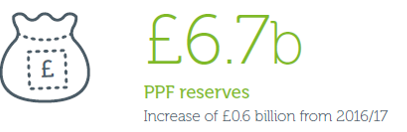 £
£6.7b
PPF reserves
Increase of £0.6 billion from 2016/17